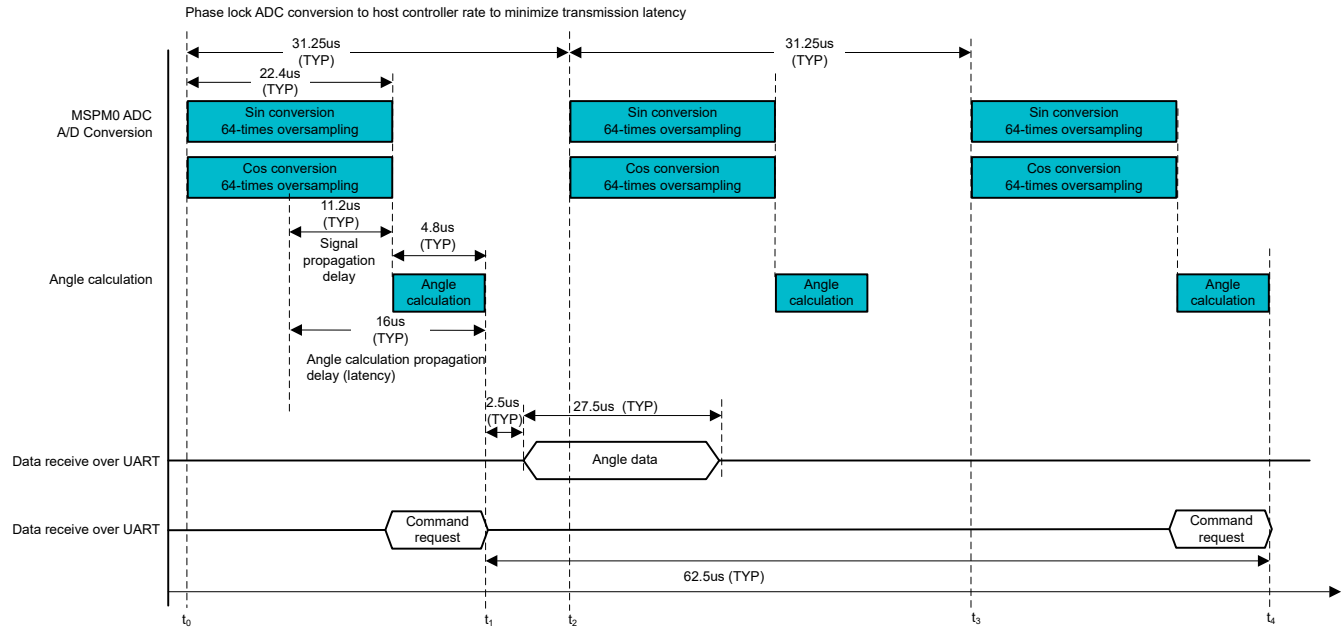 Phase lock ADC conversion to host controller rate to minimize transmission latency
31.25us
(TYP)
31.25us
(TYP)
22.4us
(TYP)
MSPM0 ADC
A/D Conversion
Sin conversion
64-times oversampling
Sin conversion
64-times oversampling
Sin conversion
64-times oversampling
Cos conversion
64-times oversampling
Cos conversion
64-times oversampling
Cos conversion
64-times oversampling
11.2us
(TYP)
Signal
propagation
delay
4.8us
(TYP)
Angle calculation
Angle
calculation
Angle
calculation
Angle
calculation
16us
(TYP)
Angle calculation propagation
delay (latency)
2.5us
(TYP)
27.5us (TYP)
Data receive over UART
Angle data
Data receive over UART
Command
request
Command
request
62.5us (TYP)
t0
t1
t2
t3
t4